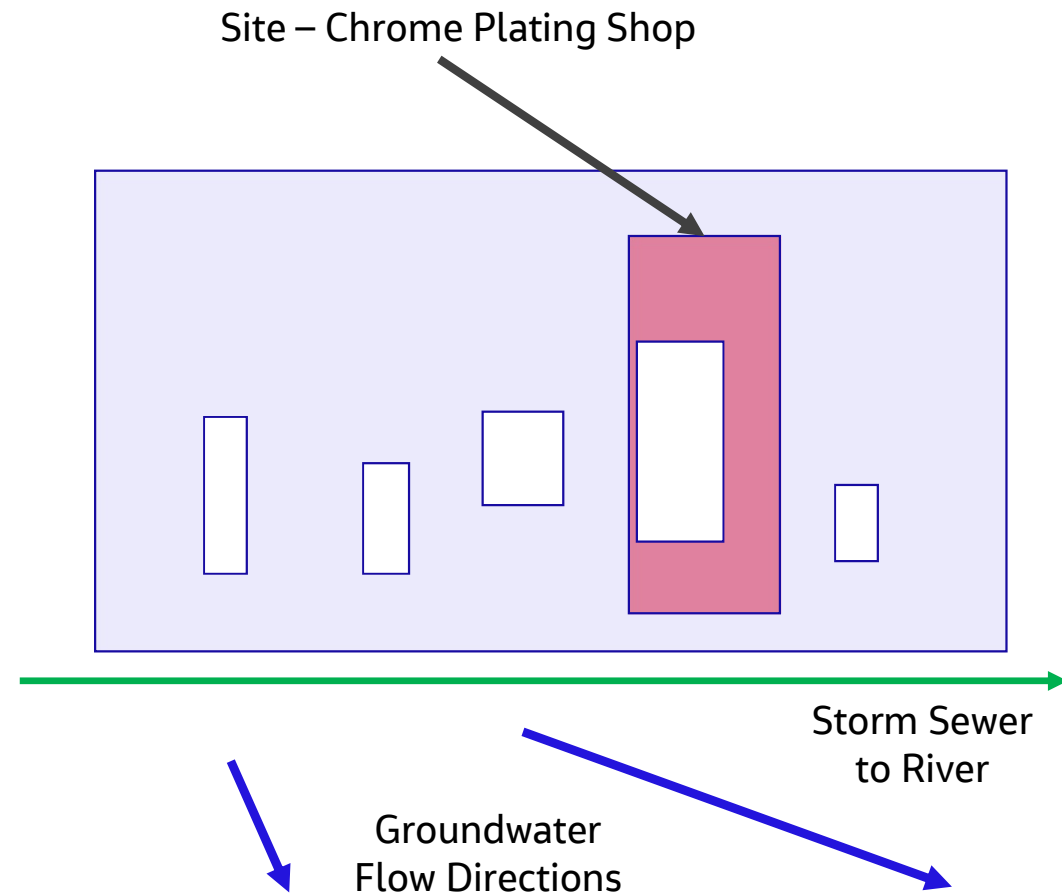 Site – Chrome Plating Shop
Storm Sewer
to River
Groundwater
Flow Directions